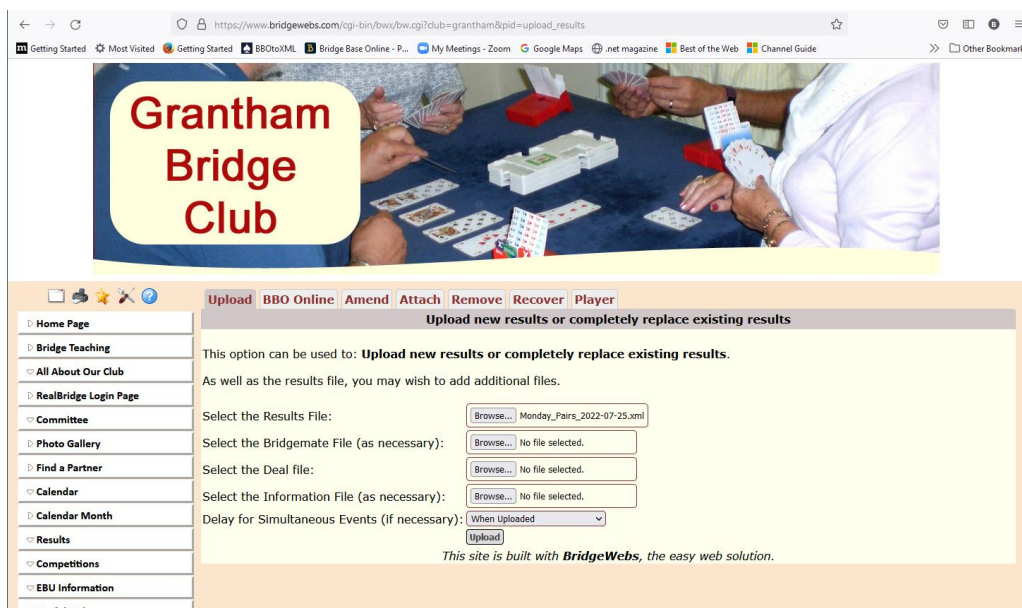 https://www.bridgewebs.com/cgi-bin/bwx/bw.cgi?club=grantham&pid=upload_results
Getting Started Most Visited Getting Started BBOtoXML Bridge Base Online - P... My Meetings - Zoom Google Maps .net magazine Best of the Web Channel Guide Other Bookmark
Grantham
Bridge
Club
Upload BBO Online Amend Attach Remove Recover Player
Upload new results or completely replace existing results
Home Page
Bridge Teaching
All About Our Club
RealBridge Login Page
Committee
Photo Gallery
Find a Partner
Calendar
Calendar Month
Results
Competitions
EBU Information
This option can be used to: Upload new results or completely replace existing results.
As well as the results file, you may wish to add additional files.
Select the Results File: Browse... Monday_Pairs_2022-07-25.xml
Select the Bridgemate File (as necessary): Browse... No file selected.
Select the Deal file: Browse... No file selected.
Select the Information File (as necessary): Browse... No file selected.
Delay for Simultaneous Events (if necessary): When Uploaded
Upload
This site is built with BridgeWebs, the easy web solution.